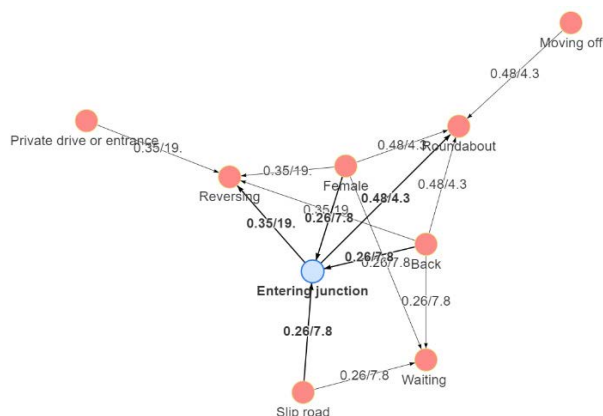 Moving off
0.48/4.3
Roundabout
Private drive or entrance
0.35/19.
0.48/4.3
0.35/19.
Female
Reversing
0.48/4.3
0.48/4.3
0.35/19.
0.26/7.8
0.35/19.
0.26/7.8
0.26/7.8
Back
Entering junction
0.26/7.8
0.26/7.8
0.26/7.8
Waiting
Slip road